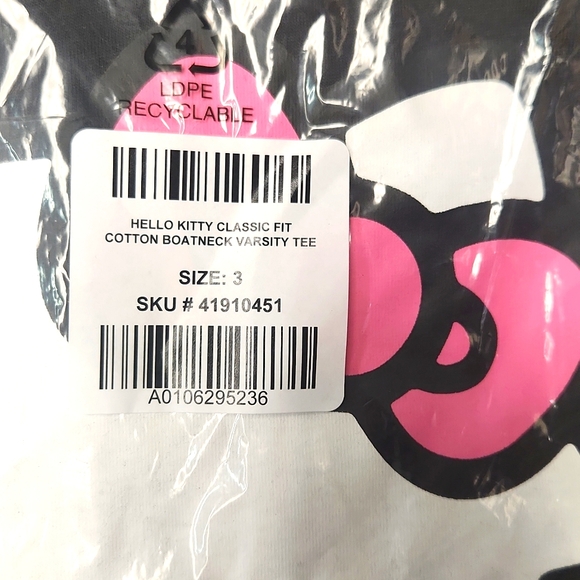 4
LDPE
RECYCLABLE
HELLO KITTY CLASSIC FIT
COTTON BOATNECK VARSITY TEE
SIZE: 3
SKU # 41910451
A0106295236